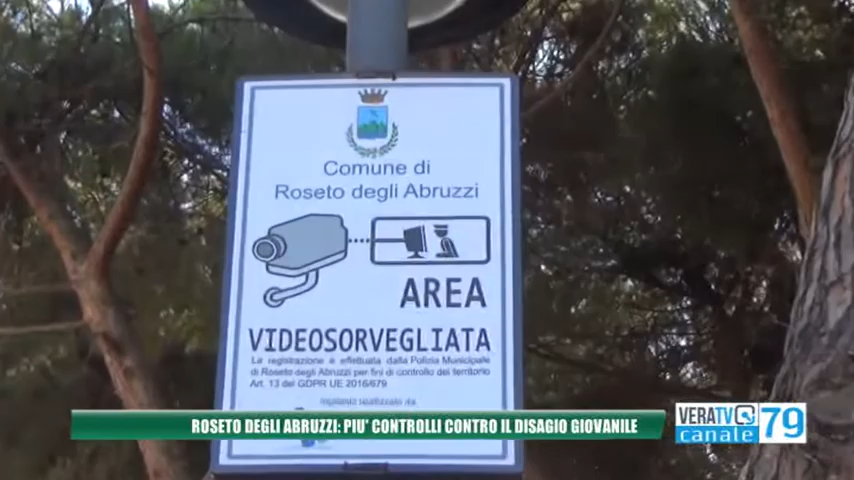 Comune di
Roseto degli Abruzzi
AREA
VIDEOSORVEGLIATA
La registrazione è effettuata dalla Polizia Municipale
di Roseto degli Abruzzi per fini di controllo del territorio
Art. 13 del GDPR UE 2016/679
ROSETO DEGLI ABRUZZI: PIU' CONTROLLI CONTRO IL DISAGIO GIOVANILE
VERATV
canale 79